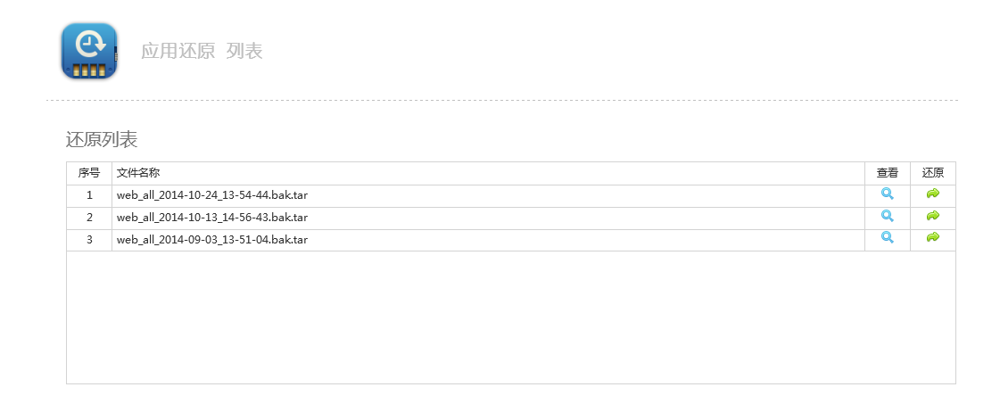 应用还原 列表
还原列表
序号 文件名称 查看 还原
1 web_all_2014-10-24_13-54-44.bak.tar
2 web_all_2014-10-13_14-56-43.bak.tar
3 web_all_2014-09-03_13-51-04.bak.tar